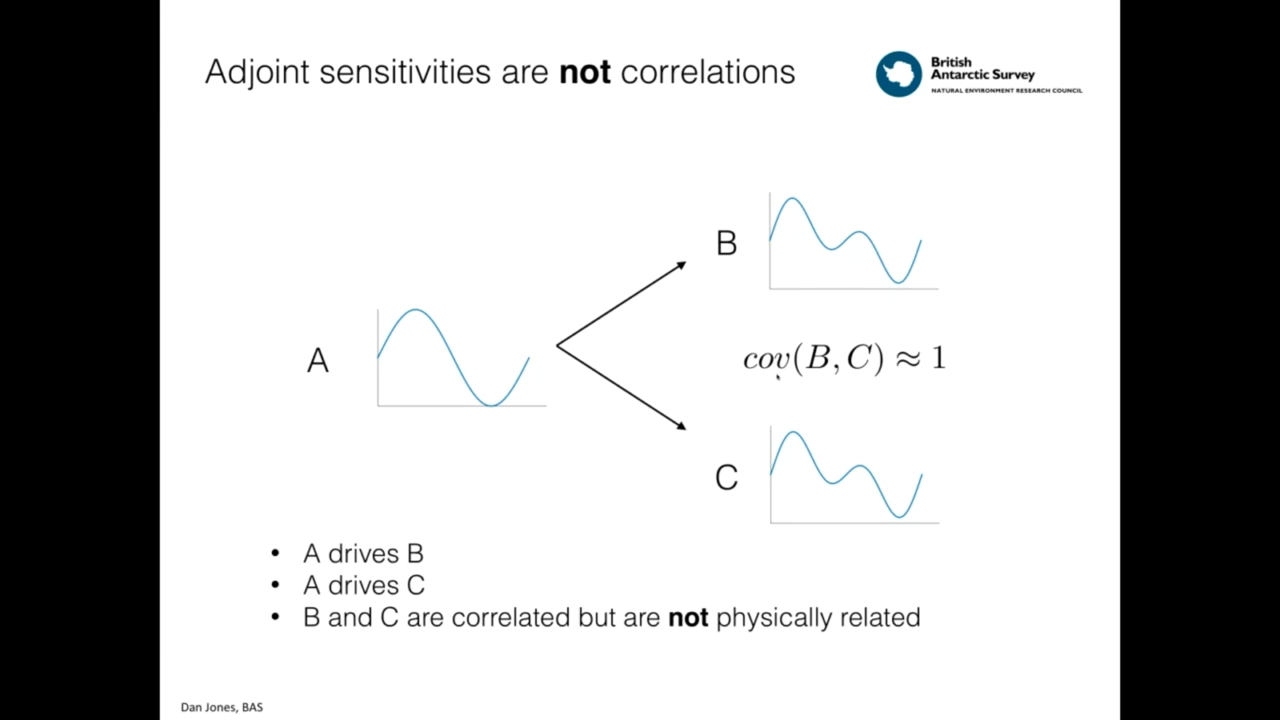 Adjoint sensitivities are not correlations
British
Antarctic Survey
NATURAL ENVIRONMENT RESEARCH COUNCIL
B
cov(B, C) ≈ 1
A
C
• A drives B
• A drives C
• B and C are correlated but are not physically related
Dan Jones, BAS